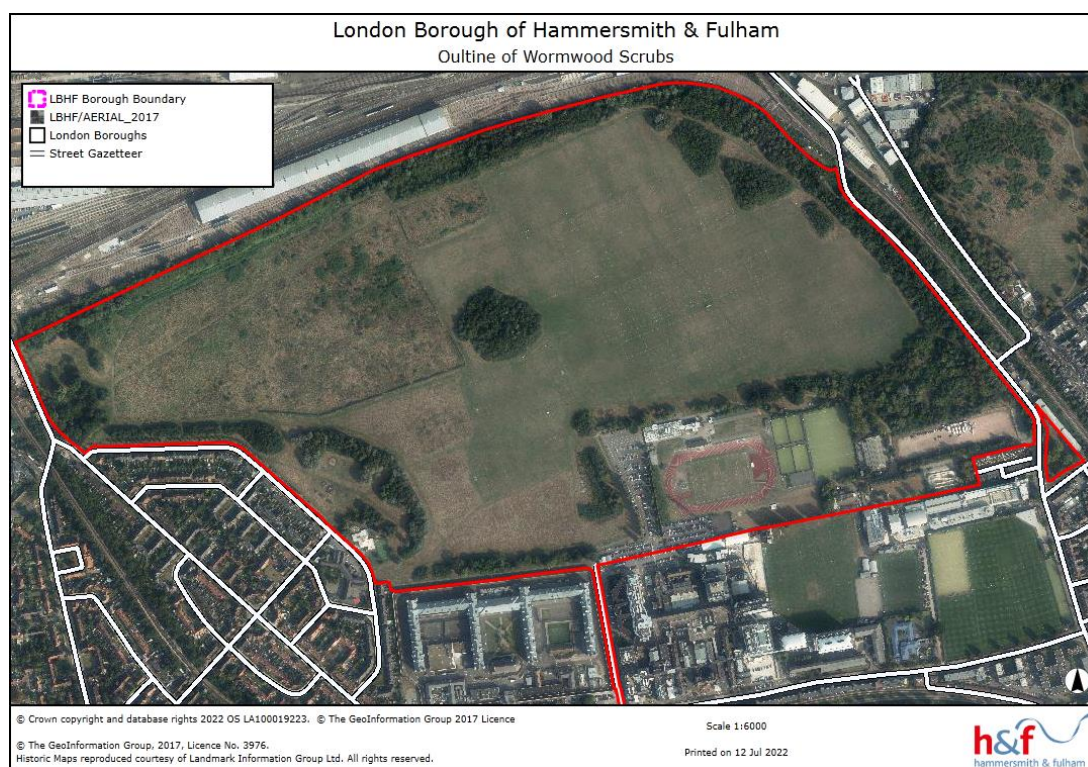 London Borough of Hammersmith & Fulham
Oultine of Wormwood Scrubs
LBHF Borough Boundary
LBHF/AERIAL_2017
London Boroughs
Street Gazetteer
© Crown copyright and database rights 2022 OS LA100019223. © The GeoInformation Group 2017 Licence
© The GeoInformation Group, 2017, Licence No. 3976.
Historic Maps reproduced courtesy of Landmark Information Group Ltd. All rights reserved.
Scale 1:6000
Printed on 12 Jul 2022
h&f
hammersmith & fulham